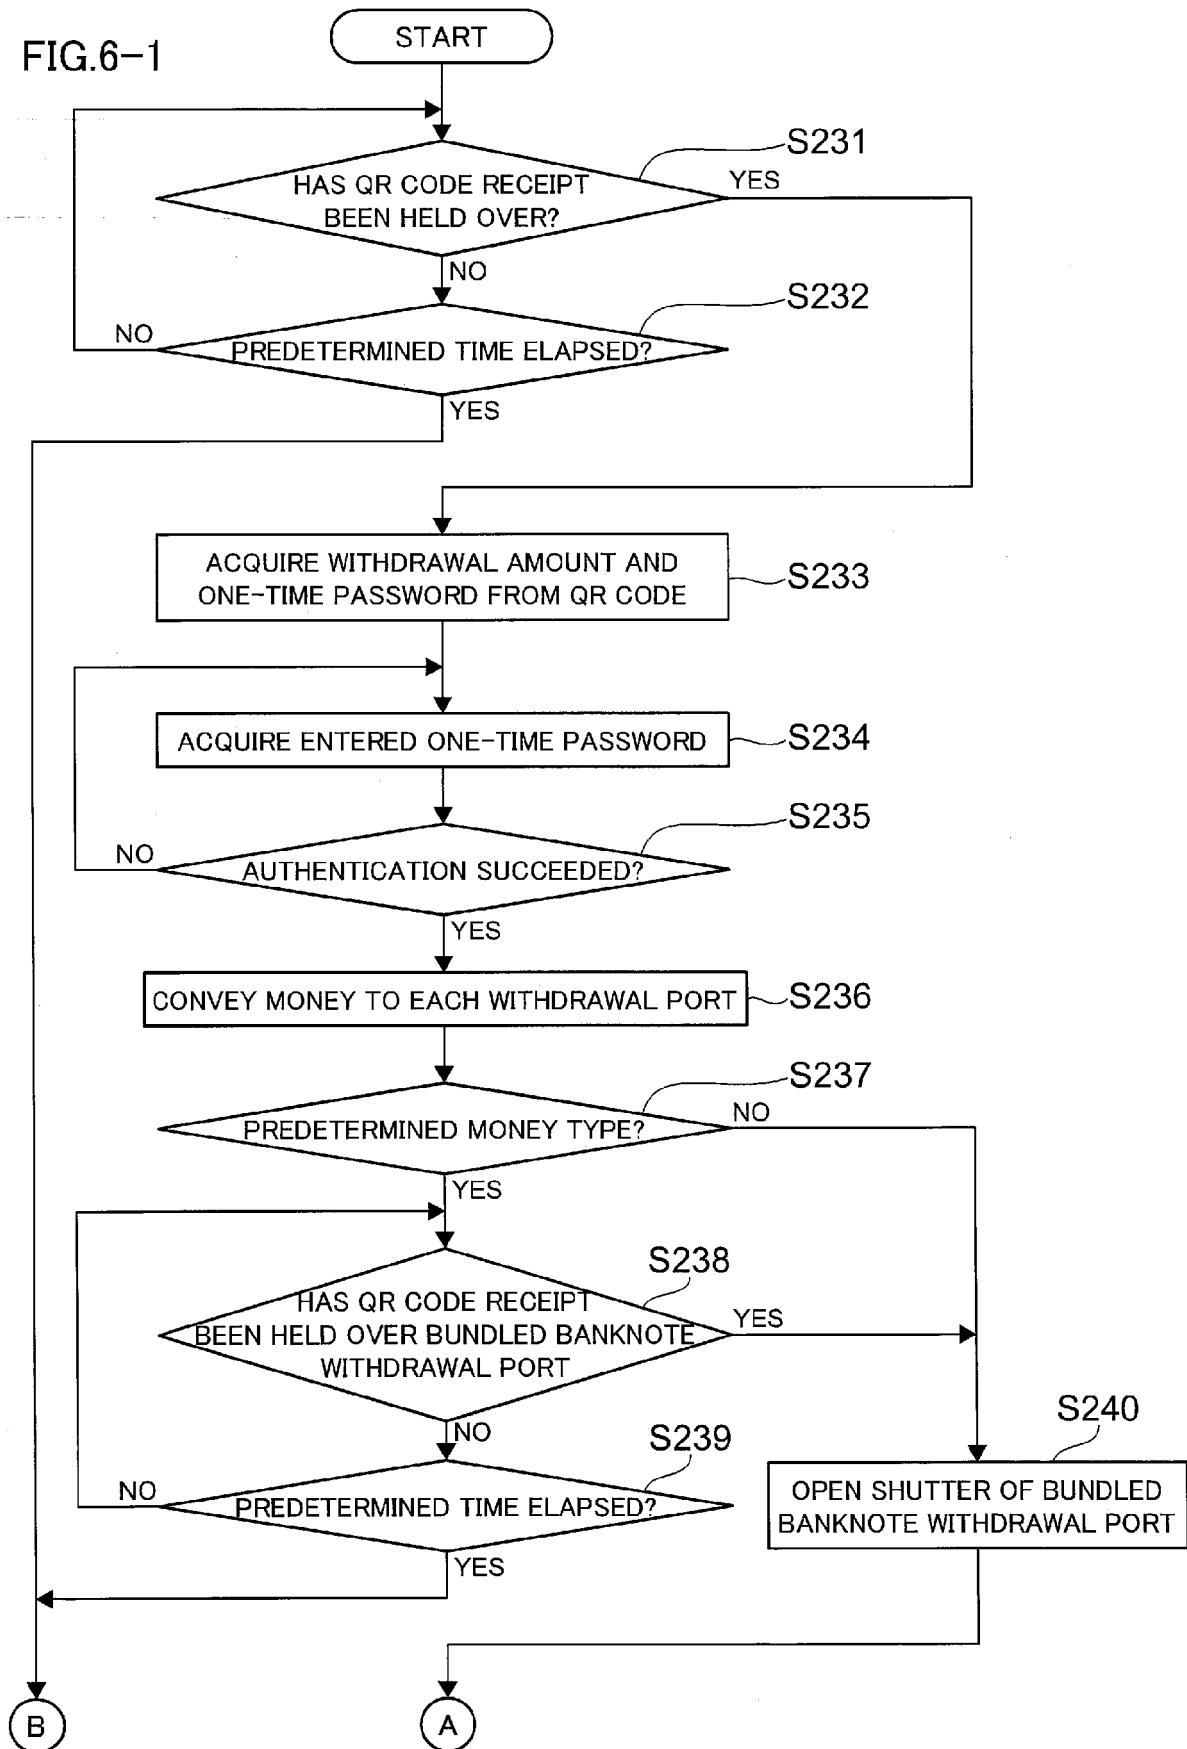 FIG.6-1
START
HAS QR CODE RECEIPT
BEEN HELD OVER?
S231
YES
NO
PREDETERMINED TIME ELAPSED?
S232
NO
YES
ACQUIRE WITHDRAWAL AMOUNT AND
ONE-TIME PASSWORD FROM QR CODE
S233
ACQUIRE ENTERED ONE-TIME PASSWORD
S234
AUTHENTICATION SUCCEEDED?
S235
NO
YES
CONVEY MONEY TO EACH WITHDRAWAL PORT
S236
PREDETERMINED MONEY TYPE?
S237
NO
YES
HAS QR CODE RECEIPT
BEEN HELD OVER BUNDLED BANKNOTE
WITHDRAWAL PORT
S238
YES
NO
PREDETERMINED TIME ELAPSED?
S239
NO
YES
S240
OPEN SHUTTER OF BUNDLED
BANKNOTE WITHDRAWAL PORT
B
A